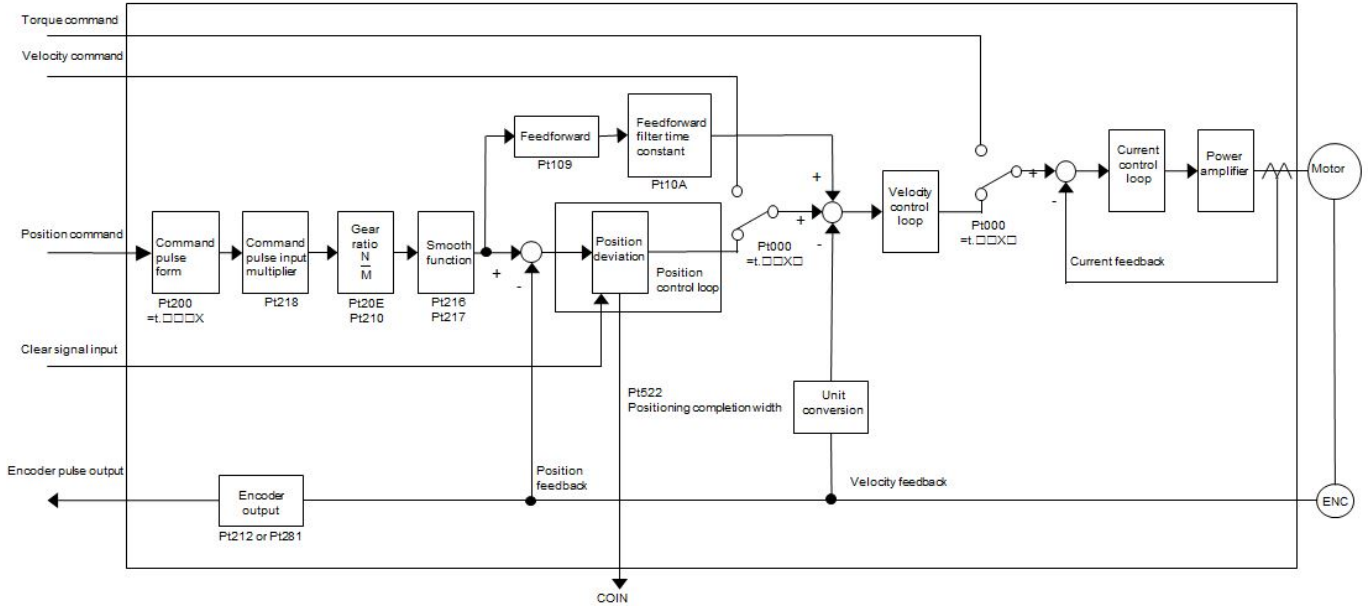 Torque command
Velocity command
Feedforward
Pt109
Feedforward
filter time
constant
Pt10A
Position command
Command
pulse
form
Pt200
=t.□□□X
Command
pulse input
multiplier
Pt218
Gear
ratio
N
M
Pt20E
Pt210
Smooth
function
Pt216
Pt217
+
-
Position
deviation
Position
control loop
Pt000
=t.□□X□
+
+
-
Velocity
control
loop
Pt000
=t.□□X□
+
-
Current
control
loop
Power
amplifier
Motor
Current feedback
Clear signal input
Pt522
Positioning completion width
Unit
conversion
Encoder pulse output
Encoder
output
Pt212 or Pt281
Position
feedback
Velocity feedback
ENC
COIN